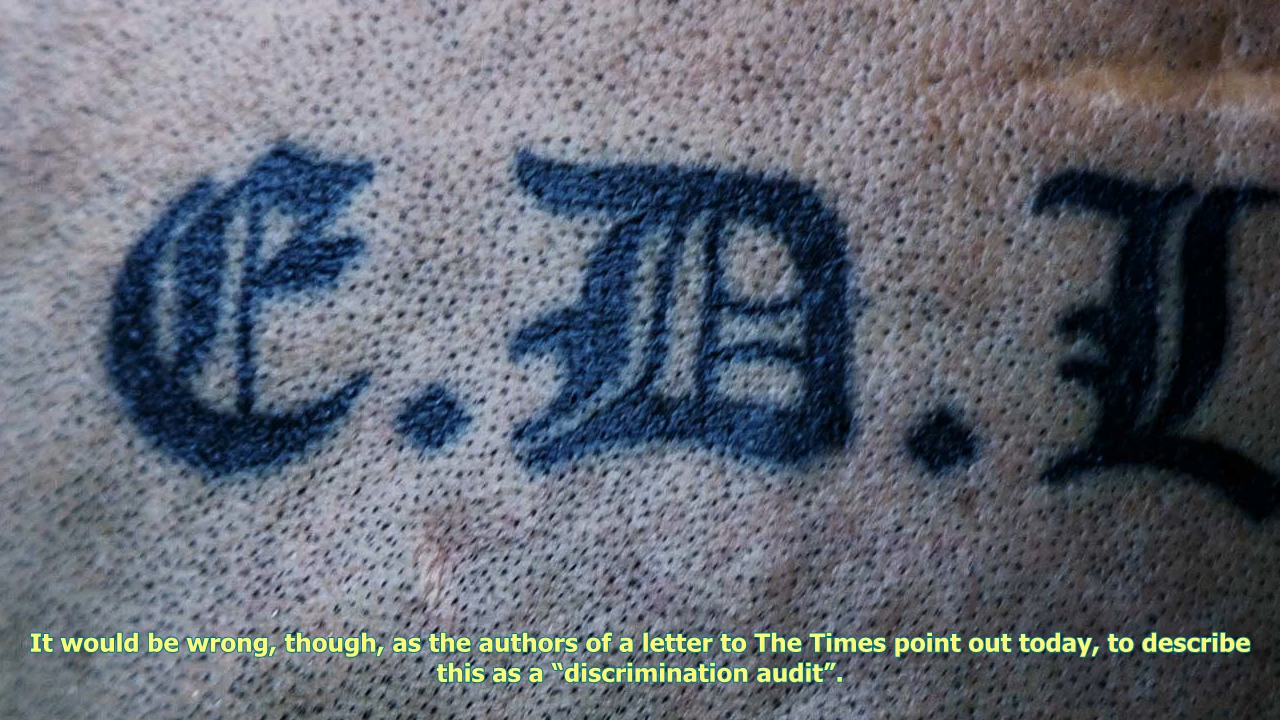 C.D.L
It would be wrong, though, as the authors of a letter to The Times point out today, to describe
this as a “discrimination audit”.